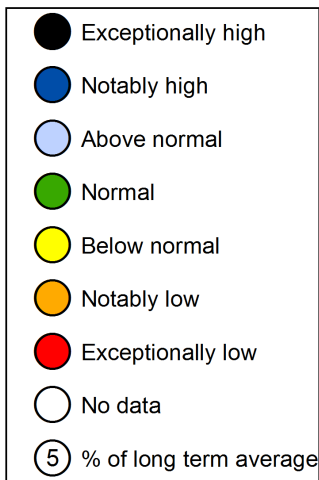 Exceptionally high
Notably high
Above normal
Normal
Below normal
Notably low
Exceptionally low
No data
5 % of long term average